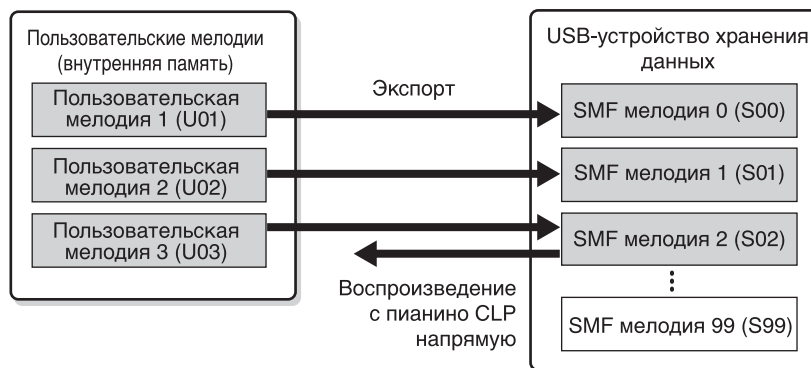 Пользовательские мелодии
(внутренняя память)
Пользовательская
мелодия 1 (U01)
Пользовательская
мелодия 2 (U02)
Пользовательская
мелодия 3 (U03)
Экспорт
Воспроизведение
с пианино CLP
напрямую
USB-устройство хранения
данных
SMF мелодия 0 (S00)
SMF мелодия 1 (S01)
SMF мелодия 2 (S02)
SMF мелодия 99 (S99)